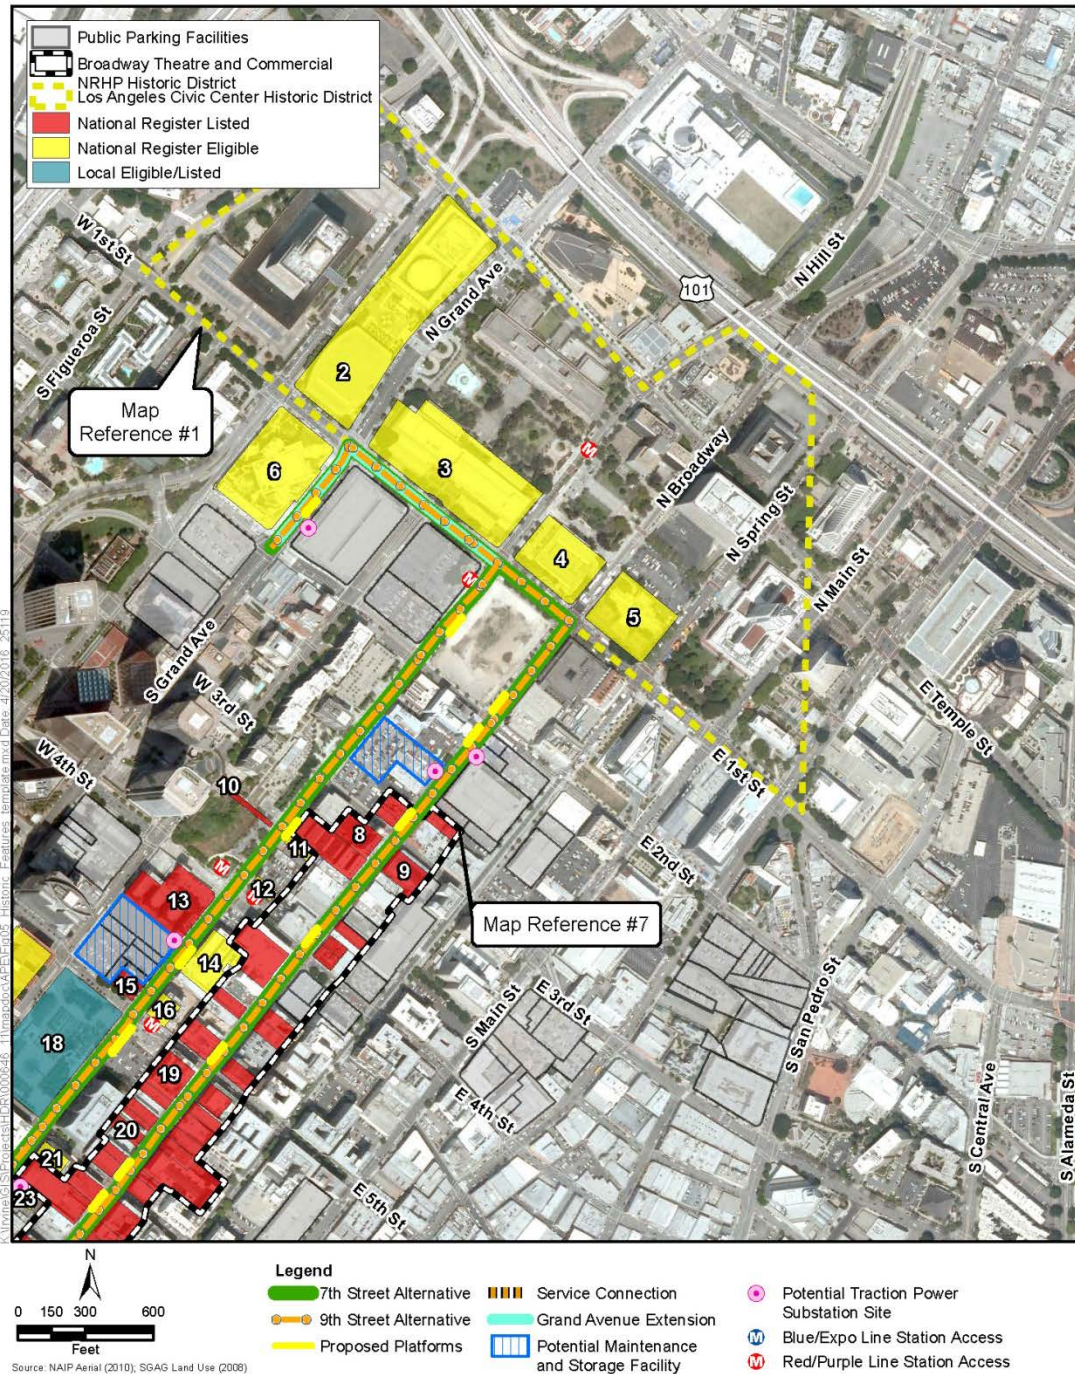 Public Parking Facilities
Broadway Theatre and Commercial
NRHP Historic District
Los Angeles Civic Center Historic District
National Register Listed
National Register Eligible
Local Eligible/Listed
W 1st St
S Figueroa St
Map
Reference #1
N Grand Ave
N Hill St
101
2
3
6
4
5
M
N Broadway
N Spring St
N Main St
M
S Grand Ave
W 3rd St
W 4th St
E Temple St
E 1st St
E 2nd St
10
11
8
9
M
12
M
13
Map Reference #7
14
15
16
M
18
19
20
21
23
S Main St
E 3rd St
E 4th St
E 5th St
S San Pedro St
S Central Ave
S Alameda St
N
0 150 300 600
Feet
Source: NAIP Aerial (2010); SGAG Land Use (2008)
Legend
7th Street Alternative
9th Street Alternative
Proposed Platforms
Service Connection
Grand Avenue Extension
Potential Maintenance
and Storage Facility
Potential Traction Power
Substation Site
M Blue/Expo Line Station Access
M Red/Purple Line Station Access